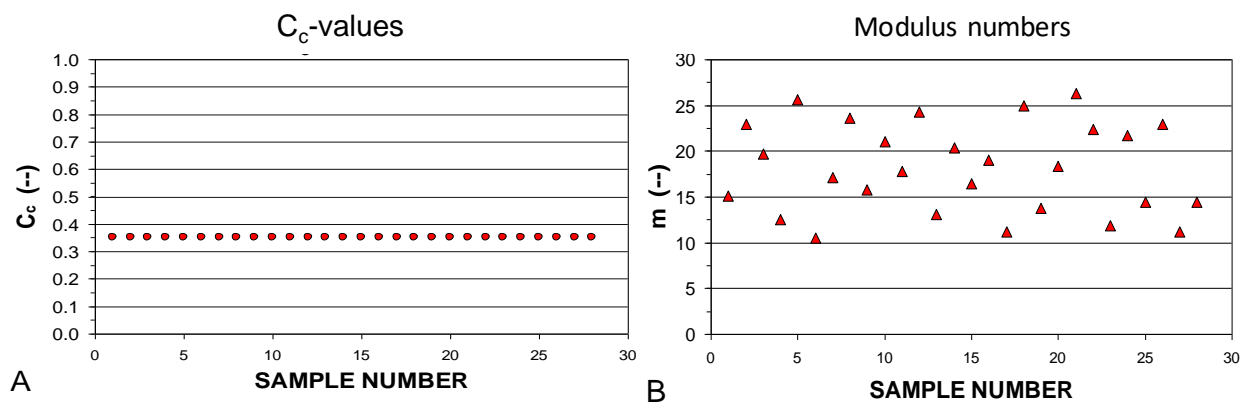 Cc-values
1.0
0.9
0.8
0.7
0.6
0.5
0.4
0.3
0.2
0.1
0.0
Cc (--)
0 5 10 15 20 25 30
SAMPLE NUMBER
A
Modulus numbers
30
25
20
15
10
5
0
m (--)
0 5 10 15 20 25 30
SAMPLE NUMBER
B